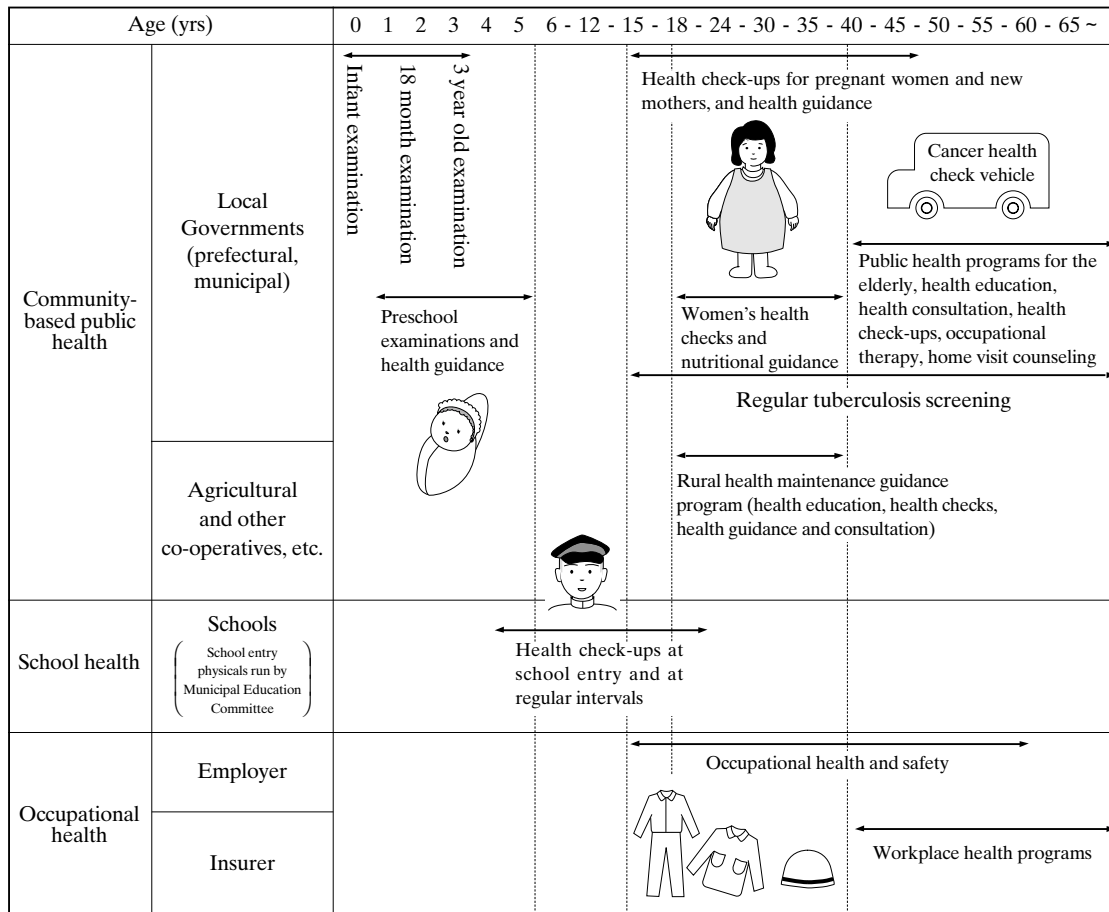 Age (yrs)
0 1 2 3 4 5 6 - 12 - 15 - 18 - 24 - 30 - 35 - 40 - 50 - 55 - 60 - 65 ~
Community-
based public
health
Local
Governments
(prefectural,
municipal)
Infant examination
18 month examination
3 year old examination
Health check-ups for pregnant women and new
mothers, and health guidance
Cancer health
check vehicle
Preschool
examinations and
health guidance
Women's health
checks and
nutritional guidance
Public health programs for the
elderly, health education,
health consultation, health
check-ups, occupational
therapy, home visit counseling
Regular tuberculosis screening
Agricultural
and other
co-operatives, etc.
Rural health maintenance guidance
program (health education, health checks,
health guidance and consultation)
School health
Schools
(School entry
physicals run by
Municipal Education
Committee)
Health check-ups at
school entry and at
regular intervals
Occupational
health
Employer
Occupational health and safety
Insurer
Workplace health programs